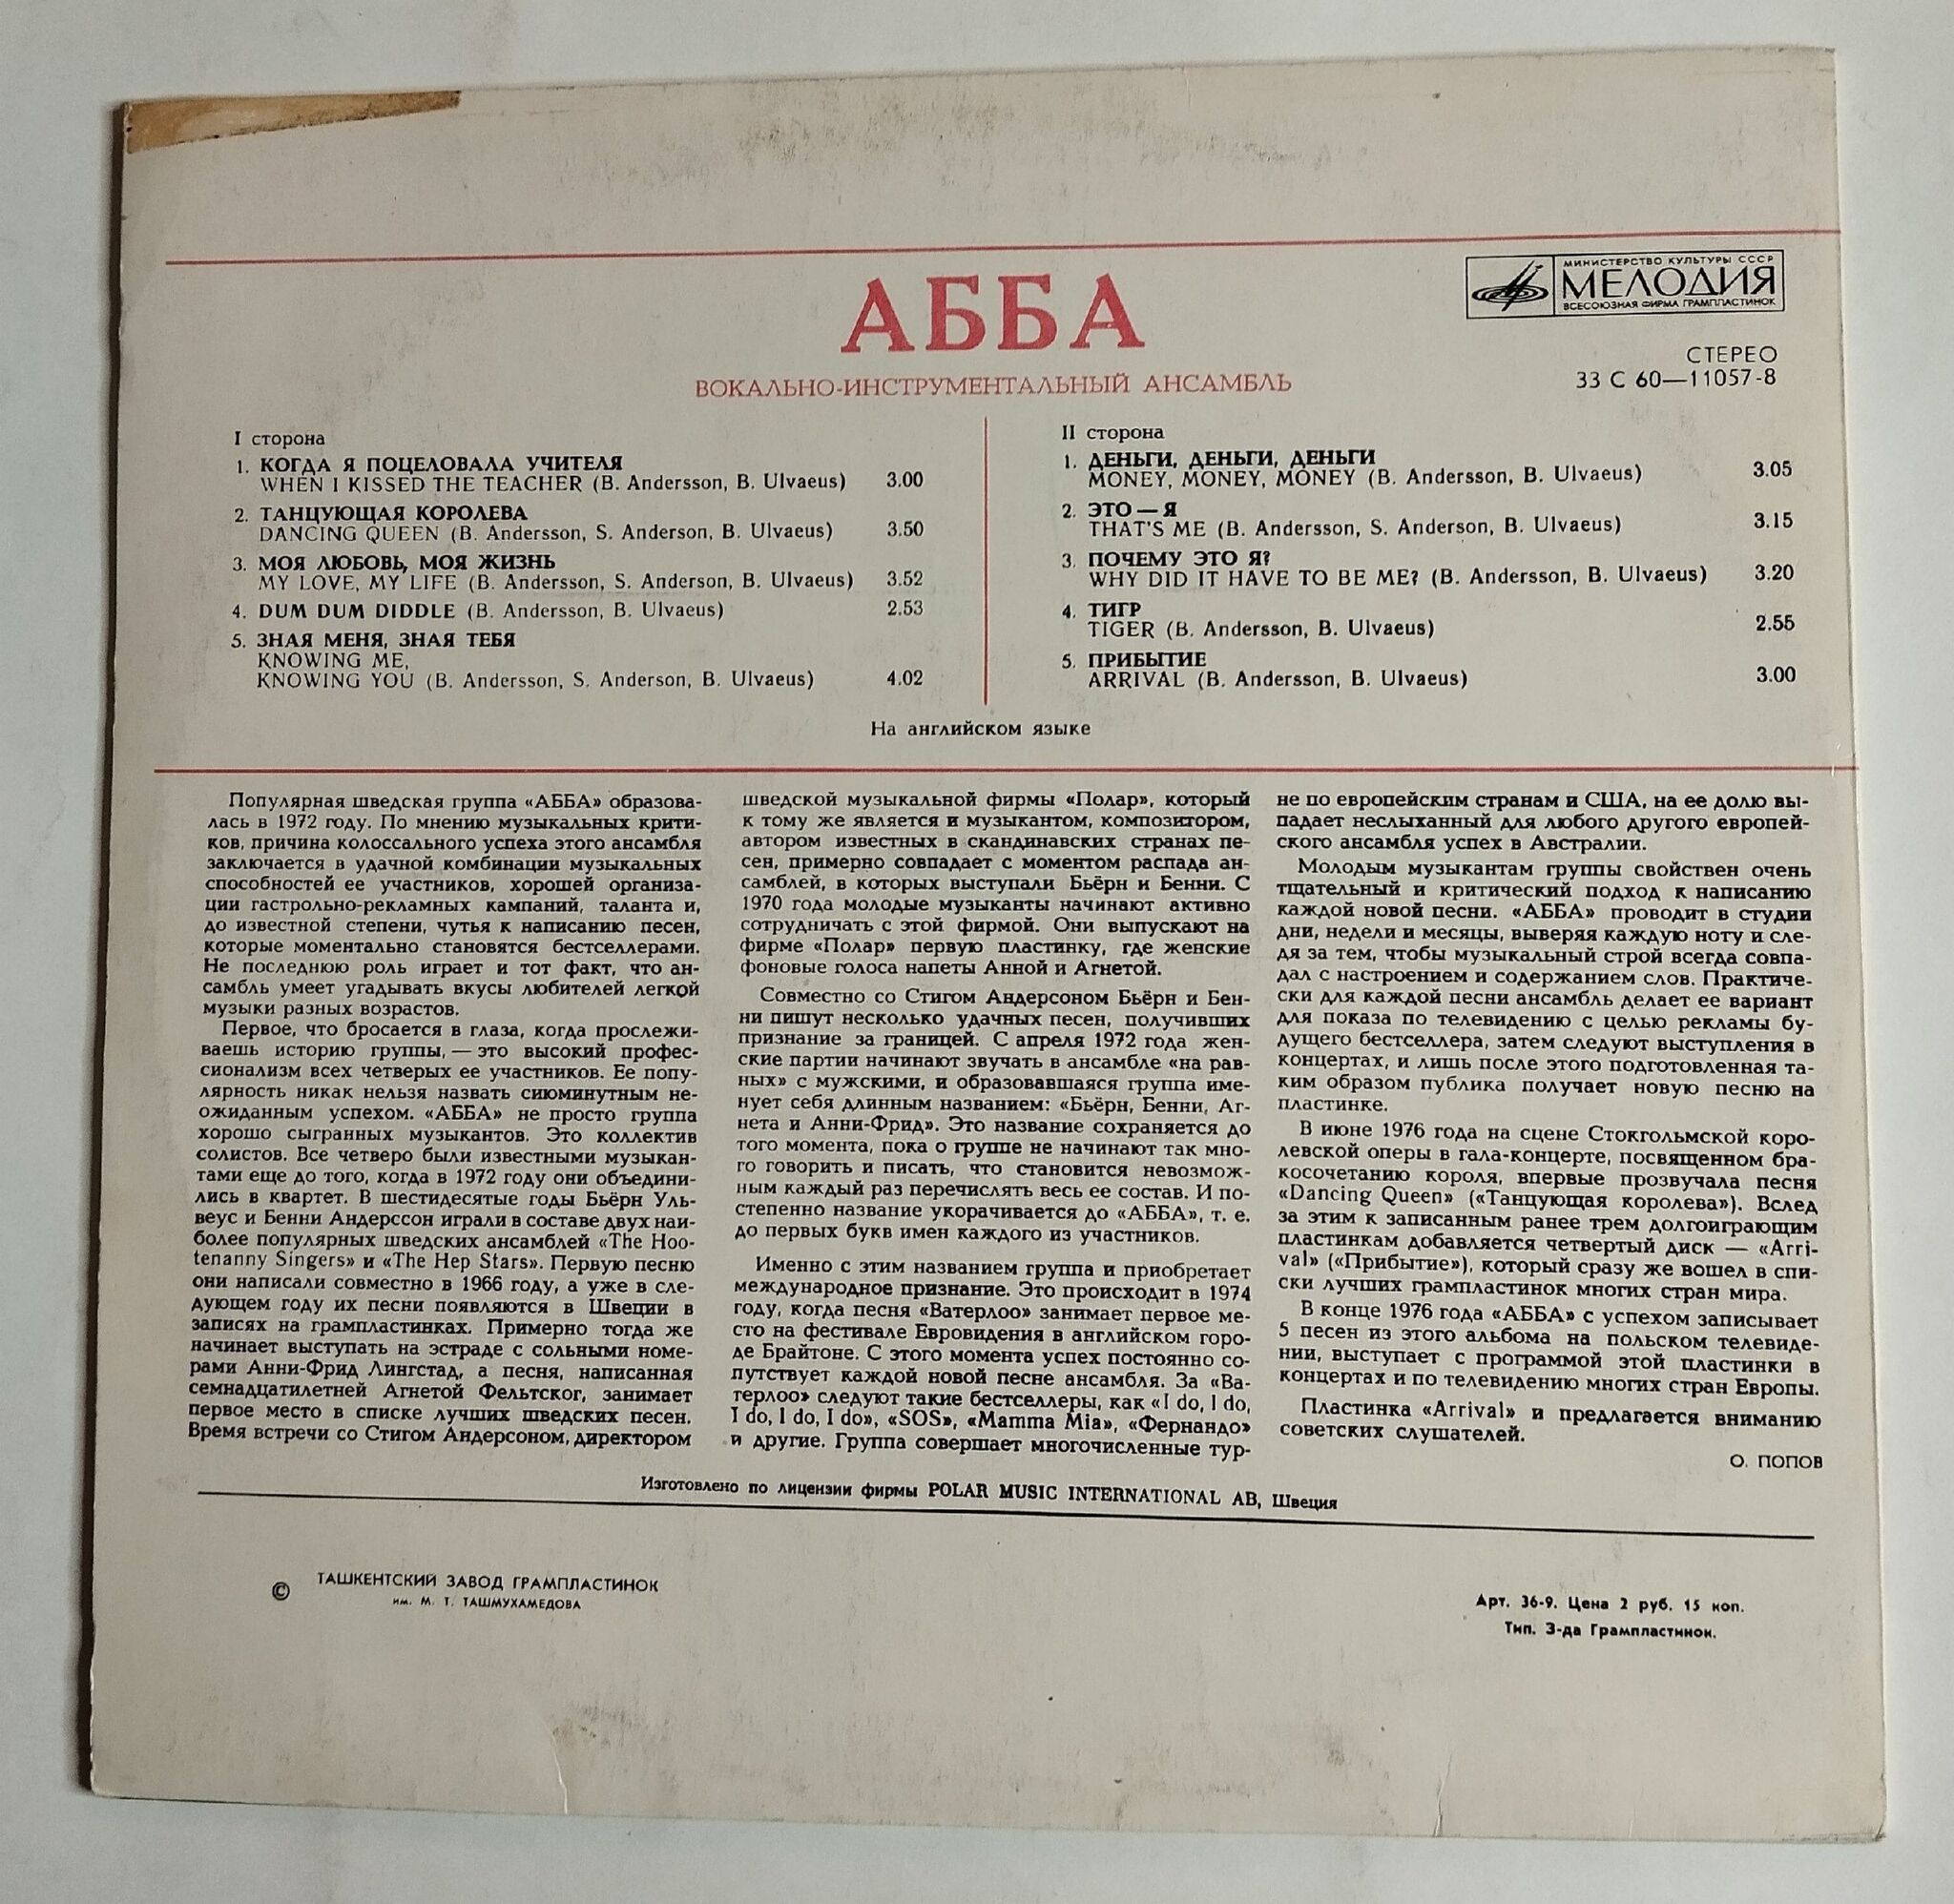 МИНИСТЕРСТВО КУЛЬТУРЫ СССР
МЕЛОДИЯ
ВСЕСОЮЗНАЯ ФИРМА ГРАМПЛАСТИНОК
АББА
ВОКАЛЬНО-ИНСТРУМЕНТАЛЬНЫЙ АНСАМБЛЬ
СТЕРЕО
33 С 60—11057-8
I сторона
1. КОГДА Я ПОЦЕЛОВАЛА УЧИТЕЛЯ
WHEN I KISSED THE TEACHER (B. Andersson, B. Ulvaeus) 3.00
2. ТАНЦУЮЩАЯ КОРОЛЕВА
DANCING QUEEN (B. Andersson, S. Anderson, B. Ulvaeus) 3.50
3. МОЯ ЛЮБОВЬ, МОЯ ЖИЗНЬ
MY LOVE, MY LIFE (B. Andersson, S. Anderson, B. Ulvaeus) 3.52
4. DUM DUM DIDDLE (B. Andersson, B. Ulvaeus) 2.53
5. ЗНАЯ МЕНЯ, ЗНАЯ ТЕБЯ
KNOWING ME,
KNOWING YOU (B. Andersson, S. Anderson, B. Ulvaeus) 4.02
II сторона
1. ДЕНЬГИ, ДЕНЬГИ, ДЕНЬГИ
MONEY, MONEY, MONEY (B. Andersson, B. Ulvaeus) 3.05
2. ЭТО — Я
THAT'S ME (B. Andersson, S. Anderson, B. Ulvaeus) 3.15
3. ПОЧЕМУ ЭТО Я?
WHY DID IT HAVE TO BE ME? (B. Andersson, B. Ulvaeus) 3.20
4. ТИГР
TIGER (B. Andersson, B. Ulvaeus) 2.55
5. ПРИБЫТИЕ
ARRIVAL (B. Andersson, B. Ulvaeus) 3.00
На английском языке
Популярная шведская группа «АББА» образова-
лась в 1972 году. По мнению музыкальных крити-
ков, причина колоссального успеха этого ансамбля
заключается в удачной комбинации музыкальных
способностей ее участников, хорошей организа-
ции гастрольно-рекламных кампаний, таланта и,
до известной степени, чутья к написанию песен,
которые моментально становятся бестселлерами.
Не последнюю роль играет и тот факт, что ан-
самбль умеет угадывать вкусы любителей легкой
музыки разных возрастов.
Первое, что бросается в глаза, когда прослежи-
ваешь историю группы, — это высокий профес-
сионализм всех четверых ее участников. Ее попу-
лярность никак нельзя назвать сиюминутным не-
ожиданным успехом. «АББА» не просто группа
хорошо сыгранных музыкантов. Это коллектив
солистов. Все четверо были известными музыкан-
тами еще до того, когда в 1972 году они объедини-
лись в квартет. В шестидесятые годы Бьёрн Уль-
веус и Бенни Андерссон играли в составе двух наи-
более популярных шведских ансамблей «The Hoo-
tenanny Singers» и «The Hep Stars». Первую песню
они написали совместно в 1966 году, а уже в сле-
дующем году их песни появляются в Швеции в
записях на грампластинках. Примерно тогда же
начинает выступать на эстраде с сольными номе-
рами Анни-Фрид Лингстад, а песня, написанная
семнадцатилетней Агнетой Фельтског, занимает
первое место в списке лучших шведских песен.
Время встречи со Стигом Андерсоном, директором
шведской музыкальной фирмы «Полар», который
к тому же является и музыкантом, композитором,
автором известных в скандинавских странах пе-
сен, примерно совпадает с моментом распада ан-
самблей, в которых выступали Бьёрн и Бенни. С
1970 года молодые музыканты начинают активно
сотрудничать с этой фирмой. Они выпускают на
фирме «Полар» первую пластинку, где женские
фоновые голоса напеты Анной и Агнетой.
Совместно со Стигом Андерсоном Бьёрн и Бен-
ни пишут несколько удачных песен, получивших
признание за границей. С апреля 1972 года жен-
ские партии начинают звучать в ансамбле «на рав-
ных» с мужскими, и образовавшаяся группа име-
нует себя длинным названием: «Бьёрн, Бенни, Аг-
нета и Анни-Фрид». Это название сохраняется до
того момента, пока о группе не начинают так мно-
го говорить и писать, что становится невозмож-
ным каждый раз перечислять весь ее состав. И по-
степенно название укорачивается до «АББА», т. е.
до первых букв имен каждого из участников.
Именно с этим названием группа и приобретает
международное признание. Это происходит в 1974
году, когда песня «Ватерлоо» занимает первое ме-
сто на фестивале Евровидения в английском горо-
де Брайтоне. С этого момента успех постоянно со-
путствует каждой новой песне ансамбля. За «Ва-
терлоо» следуют такие бестселлеры, как «I do, I do,
I do, I do, I do», «SOS», «Mamma Mia», «Фернандо»
и другие. Группа совершает многочисленные тур-
не по европейским странам и США, на ее долю вы-
падает неслыханный для любого другого европей-
ского ансамбля успех в Австралии.
Молодым музыкантам группы свойствен очень
тщательный и критический подход к написанию
каждой новой песни. «АББА» проводит в студии
дни, недели и месяцы, выверяя каждую ноту и сле-
дя за тем, чтобы музыкальный строй всегда совпа-
дал с настроением и содержанием слов. Практиче-
ски для каждой песни ансамбль делает ее вариант
для показа по телевидению с целью рекламы бу-
дущего бестселлера, затем следуют выступления в
концертах, и лишь после этого подготовленная та-
ким образом публика получает новую песню на
пластинке.
В июне 1976 года на сцене Стокгольмской коро-
левской оперы в гала-концерте, посвященном бра-
косочетанию короля, впервые прозвучала песня
«Dancing Queen» («Танцующая королева»). Вслед
за этим к записанным ранее трем долгоиграющим
пластинкам добавляется четвертый диск — «Arri-
val» («Прибытие»), который сразу же вошел в спи-
ски лучших грампластинок многих стран мира.
В конце 1976 года «АББА» с успехом записывает
5 песен из этого альбома на польском телевиде-
нии, выступает с программой этой пластинки в
концертах и по телевидению многих стран Европы.
Пластинка «Arrival» и предлагается вниманию
советских слушателей.
О. ПОПОВ
Изготовлено по лицензии фирмы POLAR MUSIC INTERNATIONAL AB, Швеция
© ТАШКЕНТСКИЙ ЗАВОД ГРАМПЛАСТИНОК
им. М. Т. ТАШМУХАМЕДОВА
Арт. 36-9. Цена 2 руб. 15 коп.
Тип. З-да Грампластинок.